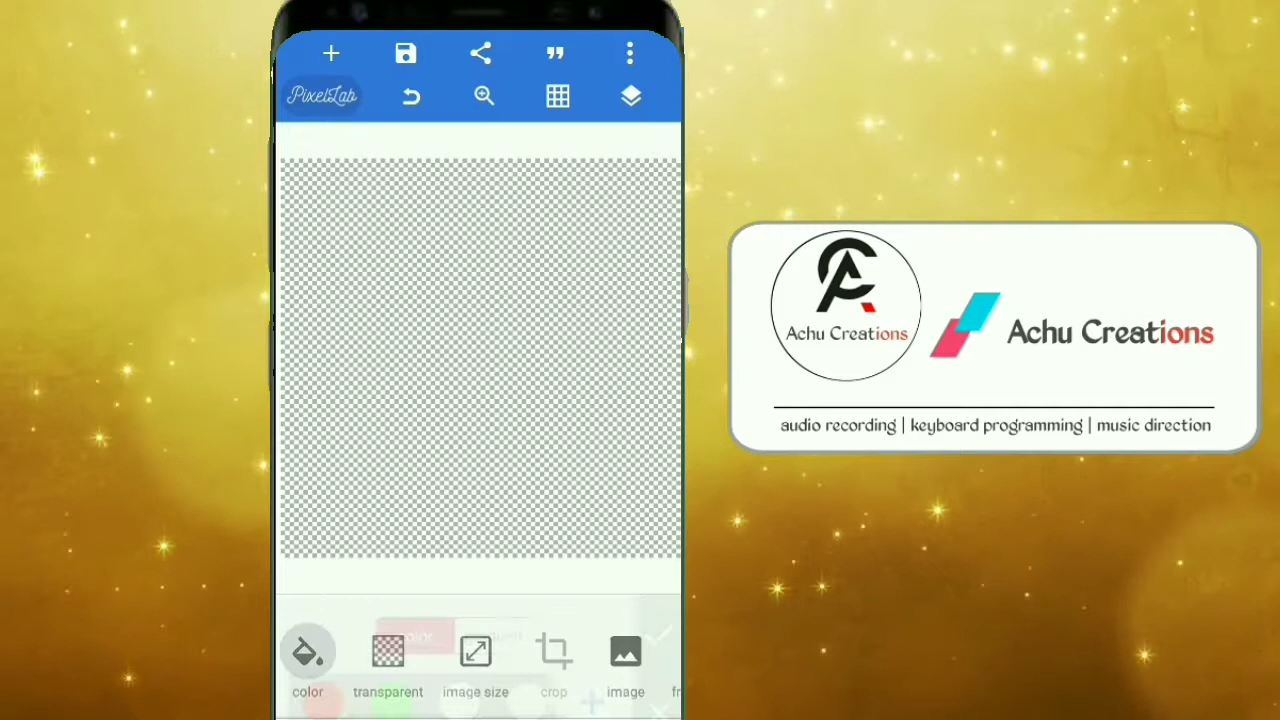 PixelLab
color
transparent
image size
crop
image
Achu Creations
Achu Creations
audio recording | keyboard programming | music direction